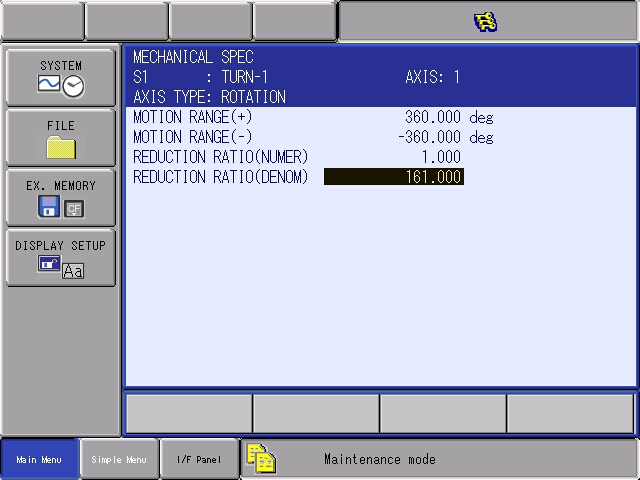 MECHANICAL SPEC
S1 : TURN-1 AXIS: 1
AXIS TYPE: ROTATION
MOTION RANGE(+) 360.000 deg
MOTION RANGE(-) -360.000 deg
REDUCTION RATIO(NUMER) 1.000
REDUCTION RATIO(DENOM) 161.000
SYSTEM
FILE
EX. MEMORY
CF
DISPLAY SETUP
Aa
Main Menu
Simple Menu
I/F Panel
Maintenance mode